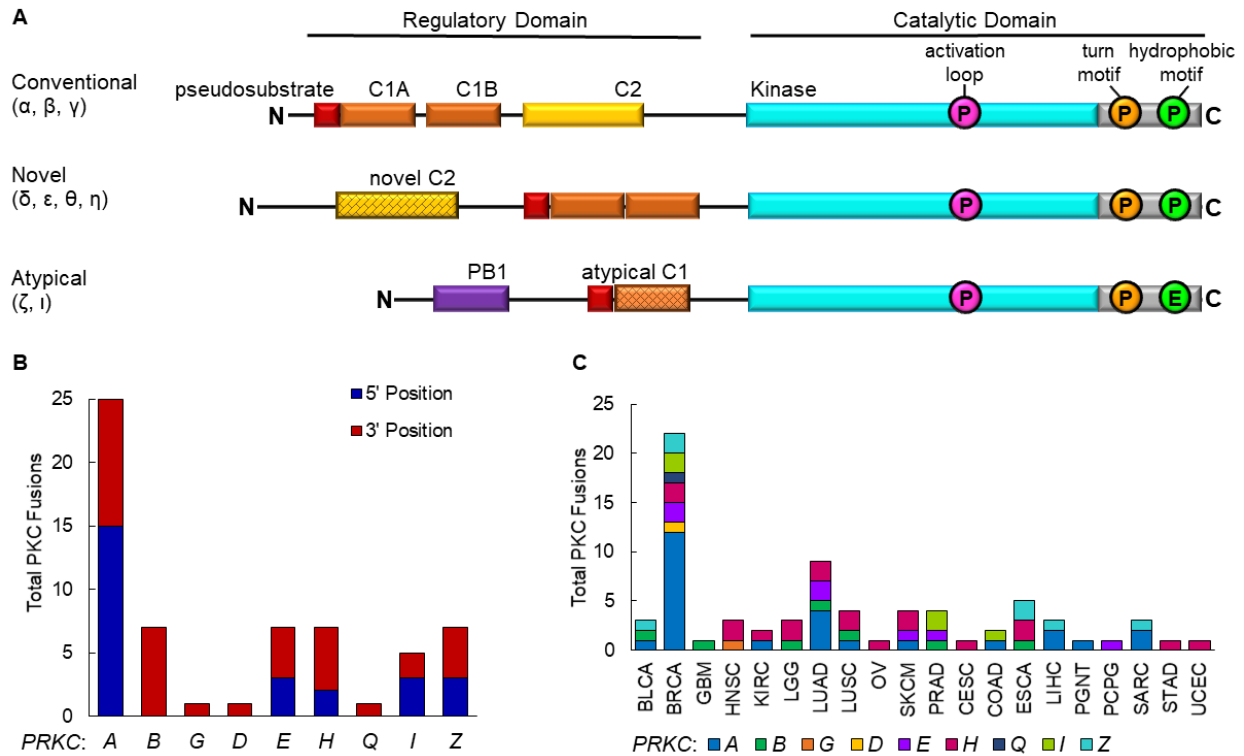 A
Regulatory Domain
Catalytic Domain
activation loop
turn motif
hydrophobic motif
Conventional
(α, β, γ)
pseudosubstrate
C1A
C1B
C2
Kinase
N
P
P
P
C
Novel
(δ, ε, θ, η)
novel C2
N
P
P
P
C
Atypical
(ζ, ι)
PB1
atypical C1
N
P
P
E
C
B
5' Position
3' Position
Total PKC Fusions
25
20
15
10
5
0
PRKC: A B G D E H Q I Z
C
Total PKC Fusions
25
20
15
10
5
0
BLCA
BRCA
GBM
HNSC
KIRC
LGG
LUAD
LUSC
OV
SKCM
PRAD
CESC
COAD
ESCA
LIHC
PGNT
PCPG
SARC
STAD
UCEC
PRKC: A B G D E H Q I Z